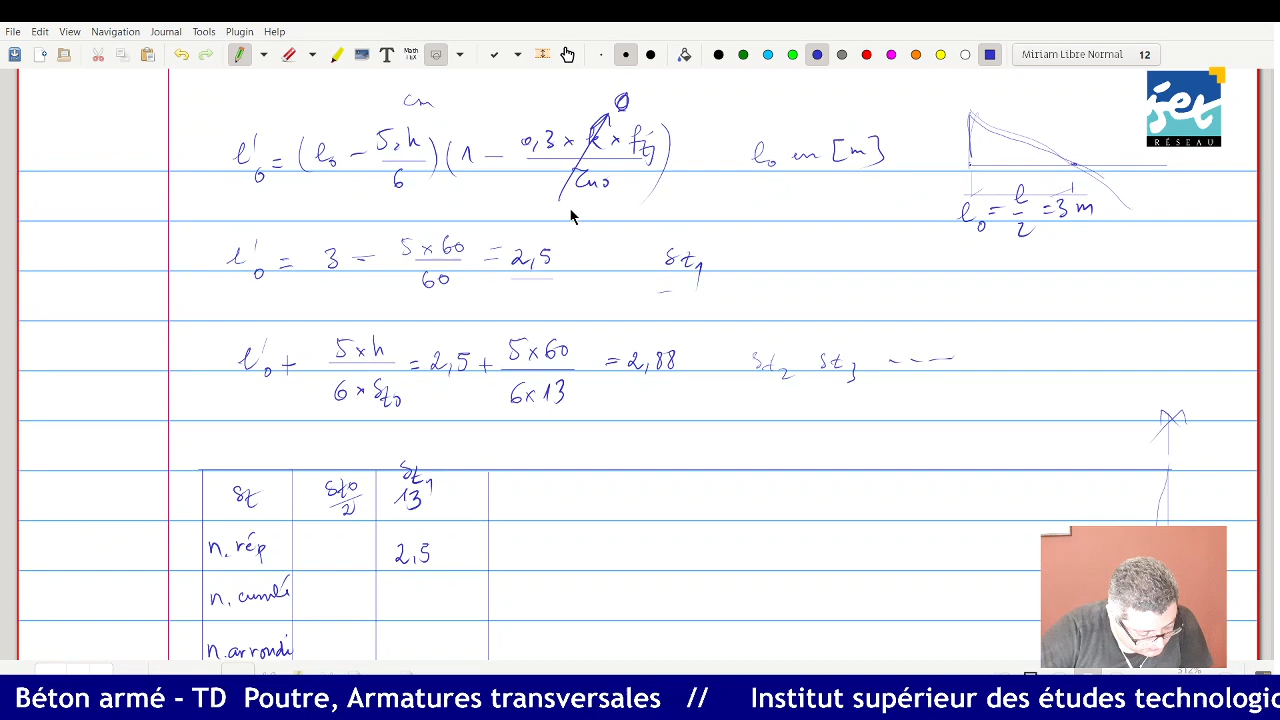 File Edit View Navigation Journal Tools Plugin Help
Miriam Libre Normal 12
cm
0
l'₀ = (l₀ − 5,h/6)(1 − 0,3 × k × f'tj/τu0) l₀ en [m]
iset
RÉSEAU
l₀ = l/2 = 3 m
l'₀ = 3 − 5×60/60 = 2,5 St₁
l'₀ + 5×h/6×St₀ = 2,5 + 5×60/6×13 = 2,88 St₂ St₃ ----
St St0/2 St₁ 13
n. rép 2,5
n. cumulé
n. arrondi
Béton armé - TD Poutre, Armatures transversales // Institut supérieur des études technologi